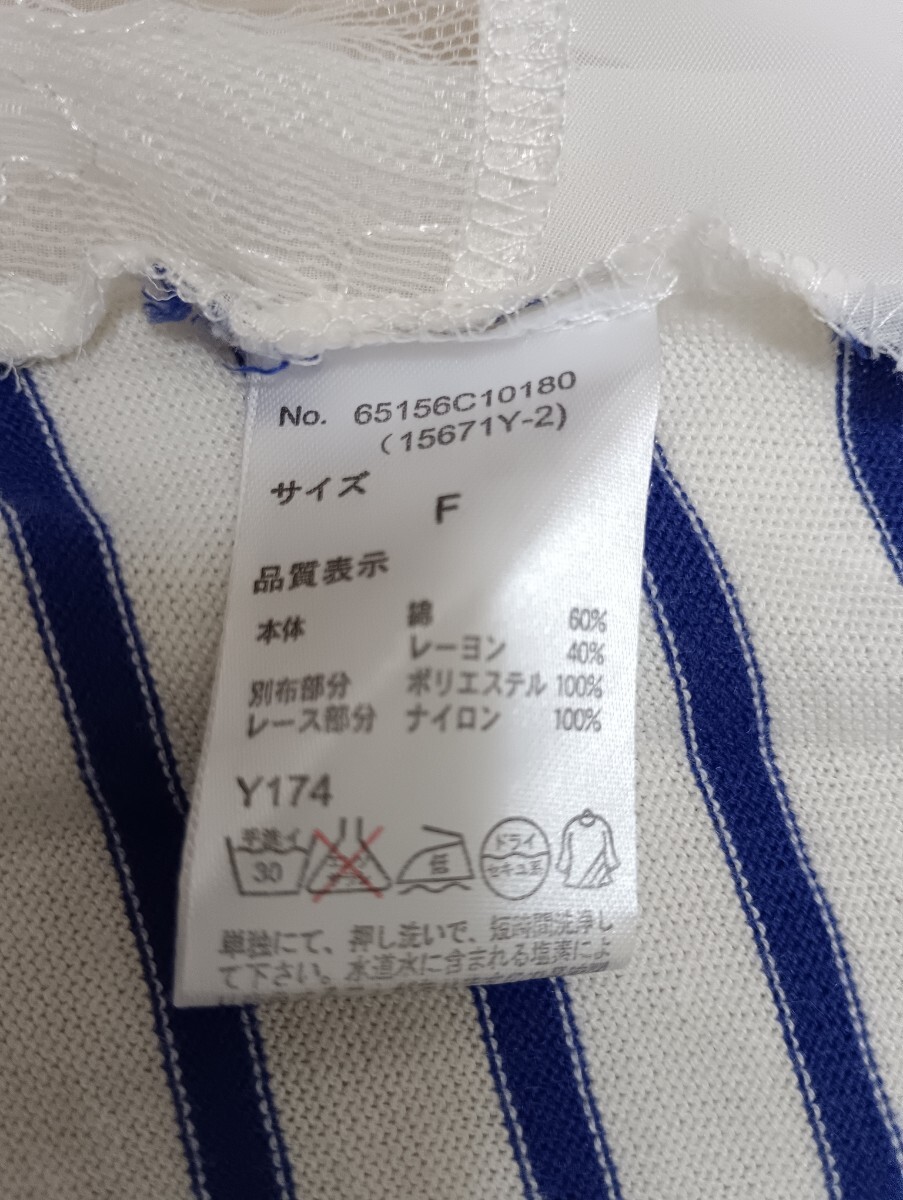 No. 65156C10180
(15671Y-2)
サイズ
F
品質表示
本体 綿 60%
レーヨン 40%
別布部分 ポリエステル 100%
レース部分 ナイロン 100%
Y174
手洗イ 30 低 ドライ セキユ系
単独にて、押し洗いで、短時間洗浄し
て下さい。水道水に含まれる塩素によ